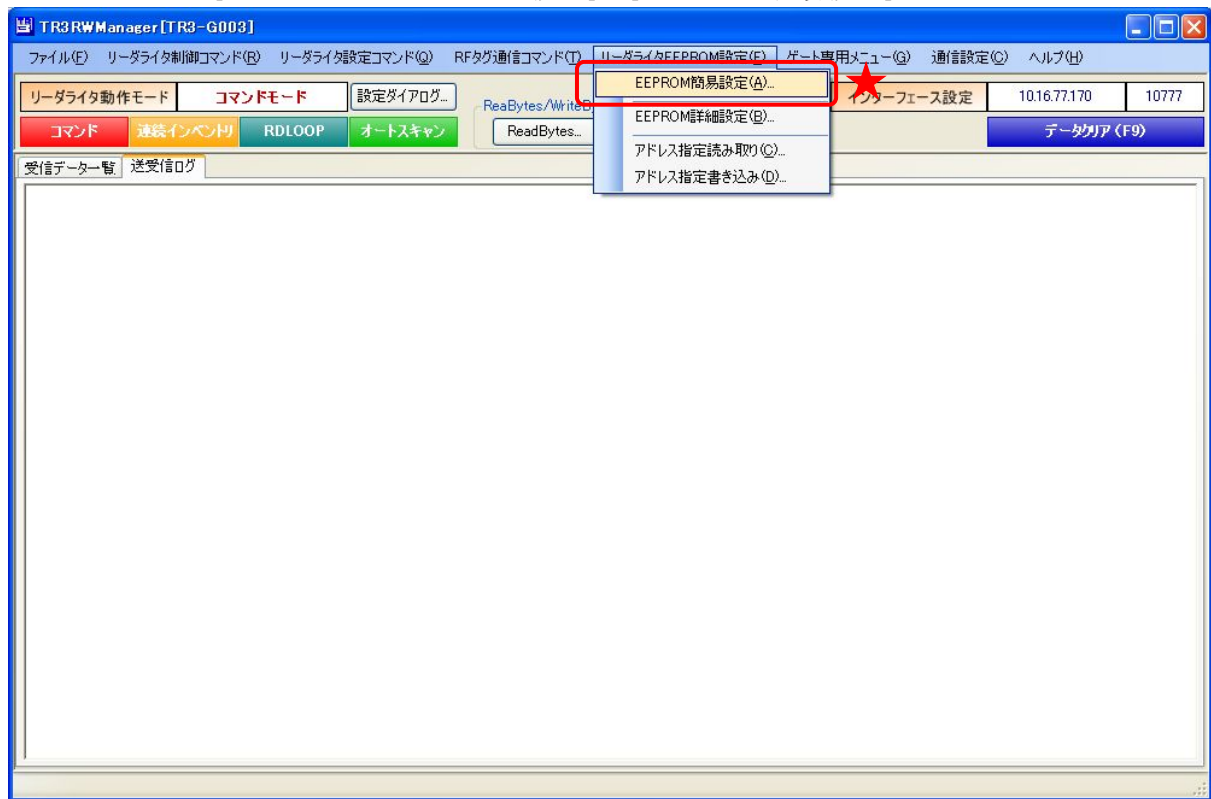 TR3RWManager[TR3-G003]
ファイル(F) リーダライタ制御コマンド(R) リーダライタ設定コマンド(Q) RFタグ通信コマンド(T) リーダライタEEPROM設定(E) ゲート専用メニュー(G) 通信設定(C) ヘルプ(H)
EEPROM簡易設定(A)...
EEPROM詳細設定(B)...
アドレス指定読み取り(C)...
アドレス指定書き込み(D)...
リーダライタ動作モード コマンドモード 設定ダイアログ... ReaBytes/WriteB インターフェース設定 10.16.77.170 10777
コマンド 連続インベントリ RDLOOP オートスキャン ReadBytes... データクリア (F9)
受信データ一覧 送受信ログ